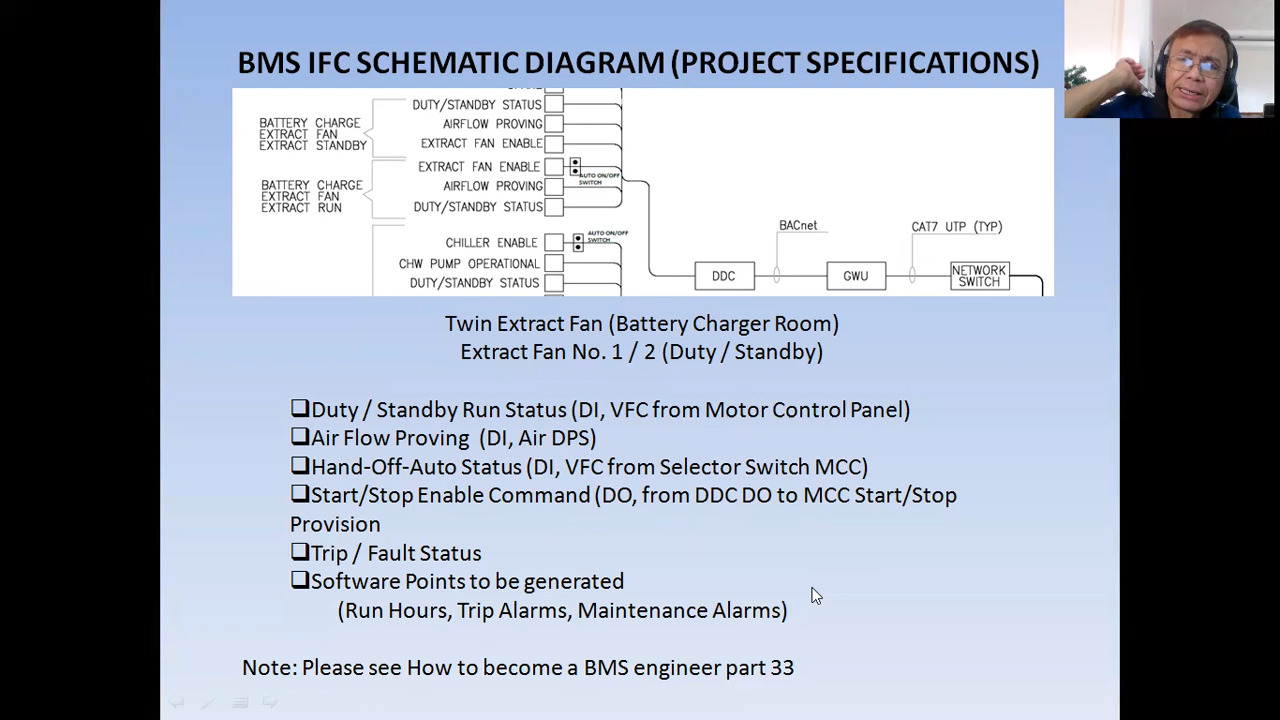 BMS IFC SCHEMATIC DIAGRAM (PROJECT SPECIFICATIONS)
DUTY/STANDBY STATUS
BATTERY CHARGE
EXTRACT FAN
EXTRACT STANDBY
AIRFLOW PROVING
EXTRACT FAN ENABLE
EXTRACT FAN ENABLE
AUTO ON/OFF
SWITCH
BATTERY CHARGE
EXTRACT FAN
EXTRACT RUN
AIRFLOW PROVING
DUTY/STANDBY STATUS
CHILLER ENABLE
AUTO ON/OFF
SWITCH
CHW PUMP OPERATIONAL
DUTY/STANDBY STATUS
BACnet
CAT7 UTP (TYP)
DDC
GWU
NETWORK
SWITCH
Twin Extract Fan (Battery Charger Room)
Extract Fan No. 1 / 2 (Duty / Standby)
❑Duty / Standby Run Status (DI, VFC from Motor Control Panel)
❑Air Flow Proving (DI, Air DPS)
❑Hand-Off-Auto Status (DI, VFC from Selector Switch MCC)
❑Start/Stop Enable Command (DO, from DDC DO to MCC Start/Stop
Provision
❑Trip / Fault Status
❑Software Points to be generated
(Run Hours, Trip Alarms, Maintenance Alarms)
Note: Please see How to become a BMS engineer part 33